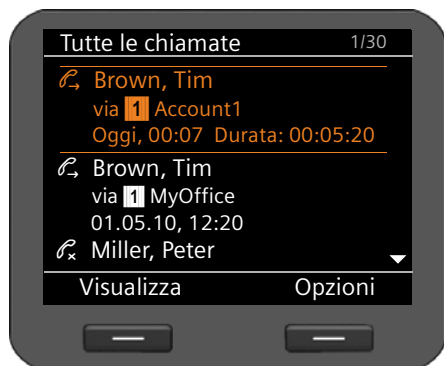 Tutte le chiamate 1/30
Brown, Tim
via 1 Account1
Oggi, 00:07 Durata: 00:05:20
Brown, Tim
via 1 MyOffice
01.05.10, 12:20
Miller, Peter
Visualizza Opzioni